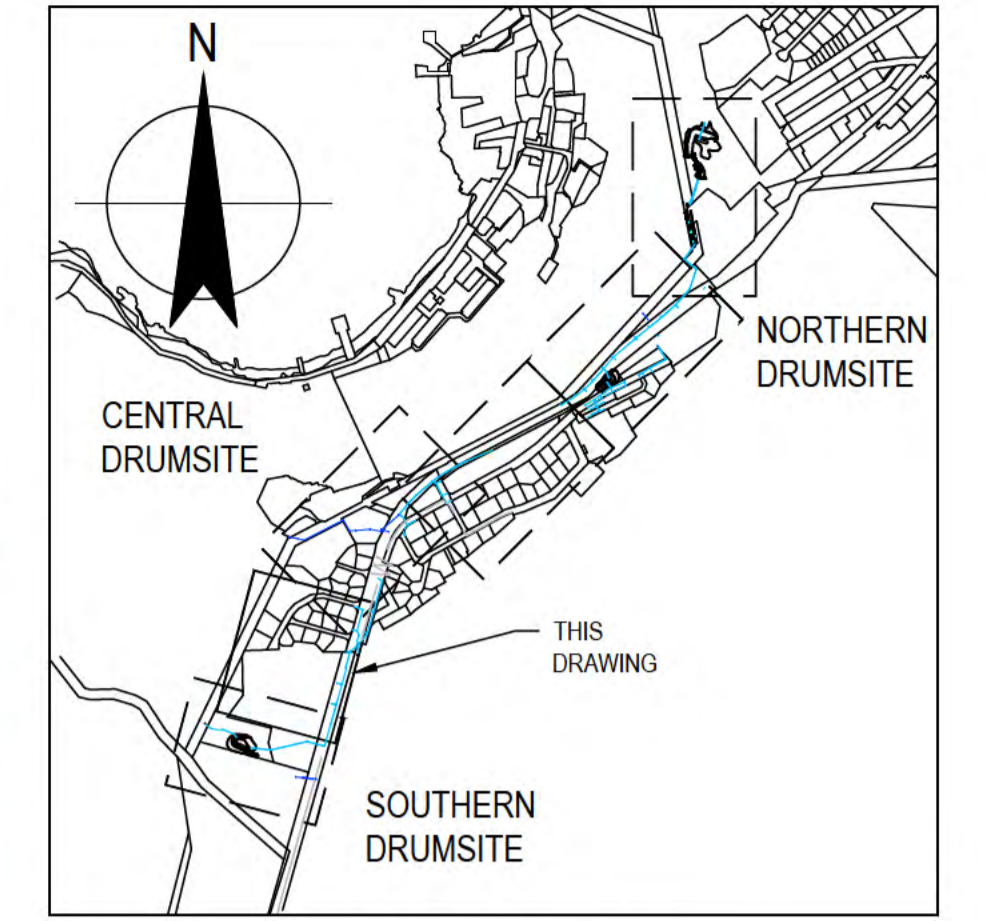 N
NORTHERN
DRUMSITE
CENTRAL
DRUMSITE
THIS
DRAWING
SOUTHERN
DRUMSITE